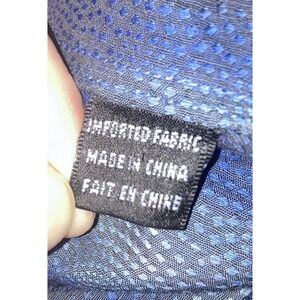 IMPORTED FABRIC
MADE IN CHINA
FAIT EN CHINE